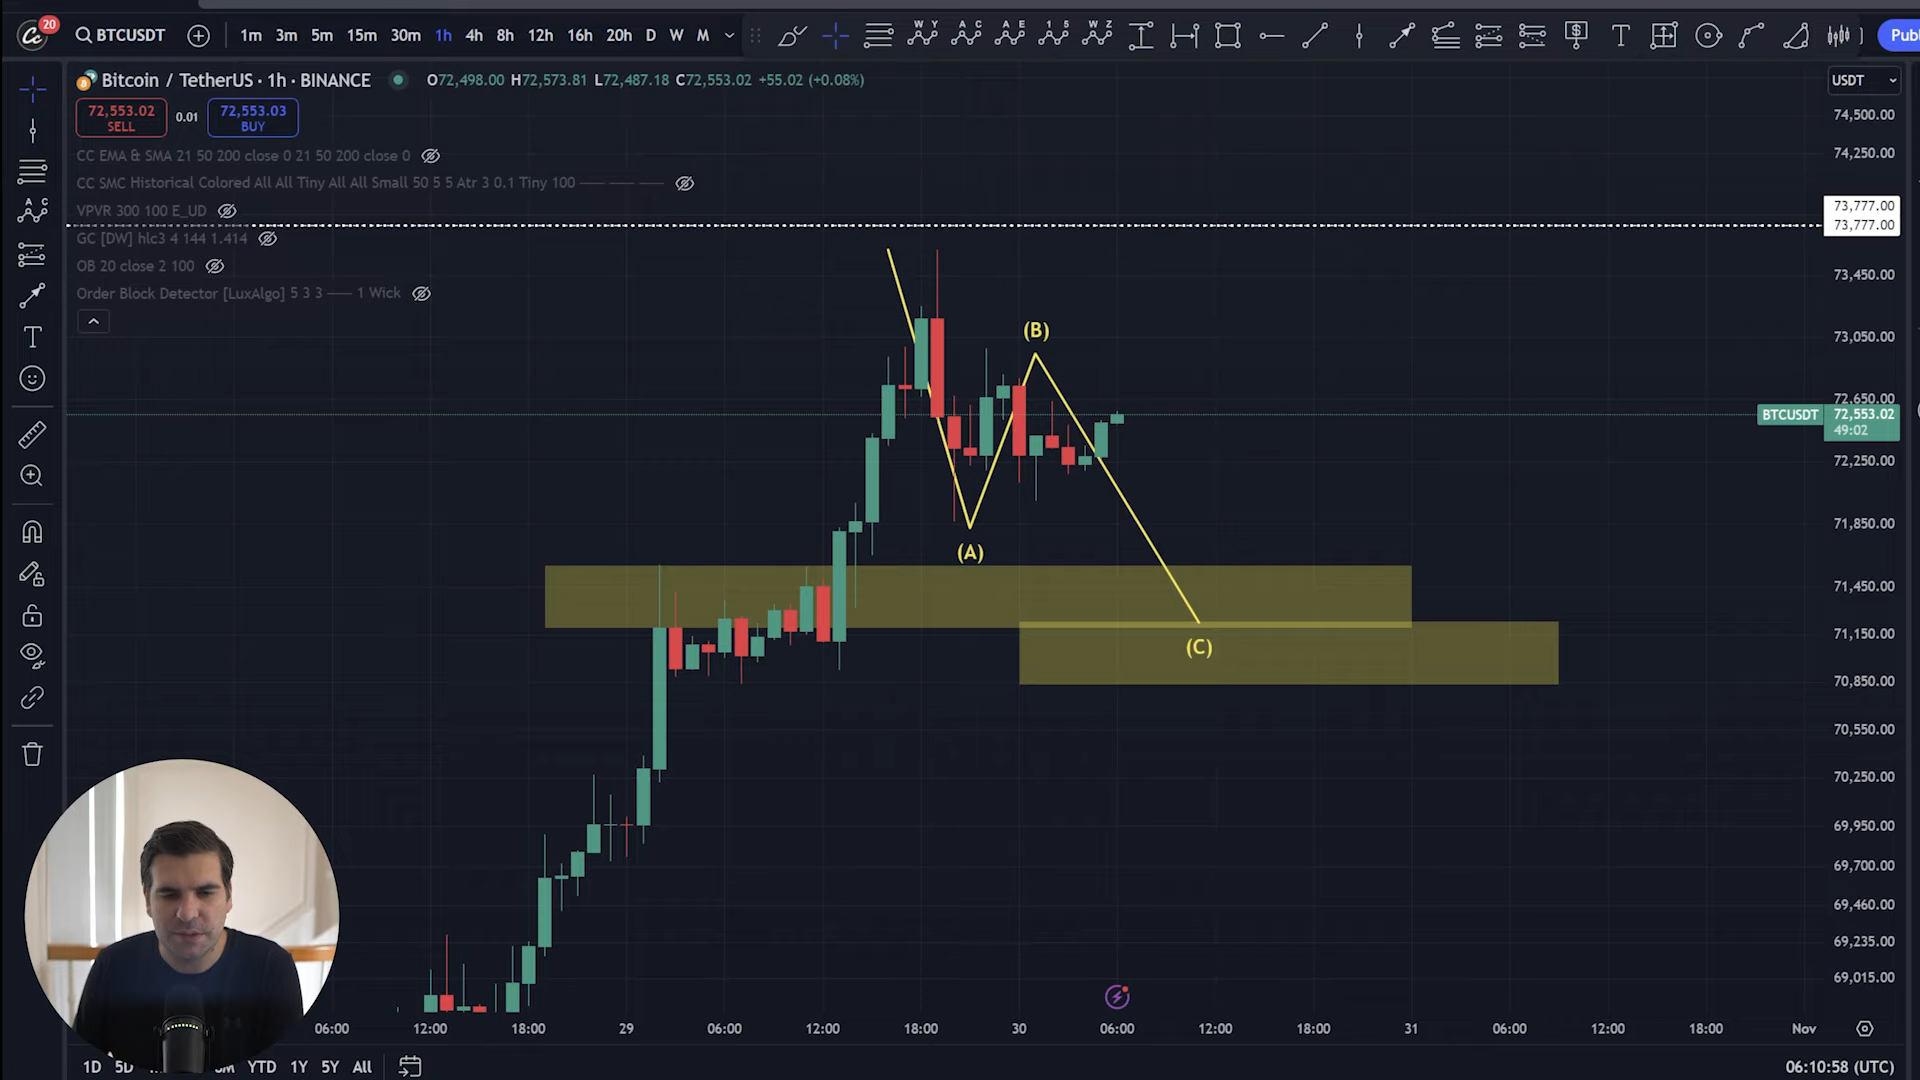 20
BTCUSDT 1m 3m 5m 15m 30m 1h 4h 8h 12h 16h 20h D W M
W Y A C A E 1 5 W Z T Publ
Bitcoin / TetherUS · 1h · BINANCE O72,498.00 H72,573.81 L72,487.18 C72,553.02 +55.02 (+0.08%)
USDT
72,553.02 SELL
0.01
72,553.03 BUY
CC EMA & SMA 21 50 200 close 0 21 50 200 close 0
CC SMC Historical Colored All All Tiny All All Small 50 5 5 Atr 3 0.1 Tiny 100
VPVR 300 100 E_UD
GC [DW] hlc3 4 144 1.414
OB 20 close 2 100
Order Block Detector [LuxAlgo] 5 3 3 1 Wick
A C
T
(B)
(A)
(C)
74,500.00
74,250.00
73,777.00
73,777.00
73,450.00
73,050.00
72,650.00
BTCUSDT 72,553.02
49:02
72,250.00
71,850.00
71,450.00
71,150.00
70,850.00
70,550.00
70,250.00
69,950.00
69,700.00
69,460.00
69,235.00
69,015.00
06:00 12:00 18:00 29 06:00 12:00 18:00 30 06:00 12:00 18:00 31 06:00 12:00 18:00 Nov
1D 5D YTD 1Y 5Y All
06:10:58 (UTC)